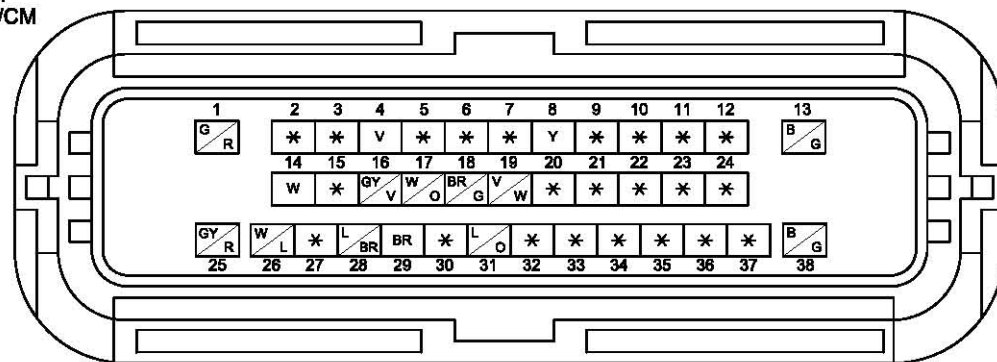 /CM
1 2 3 4 5 6 7 8 9 10 11 12 13
G/R * * V * * * Y * * * * B/G
14 15 16 17 18 19 20 21 22 23 24
W * GY/V W/O BR/G V/W * * * * *
GY/R W/L * L/BR BR * L/O * * * * * * B/G
25 26 27 28 29 30 31 32 33 34 35 36 37 38